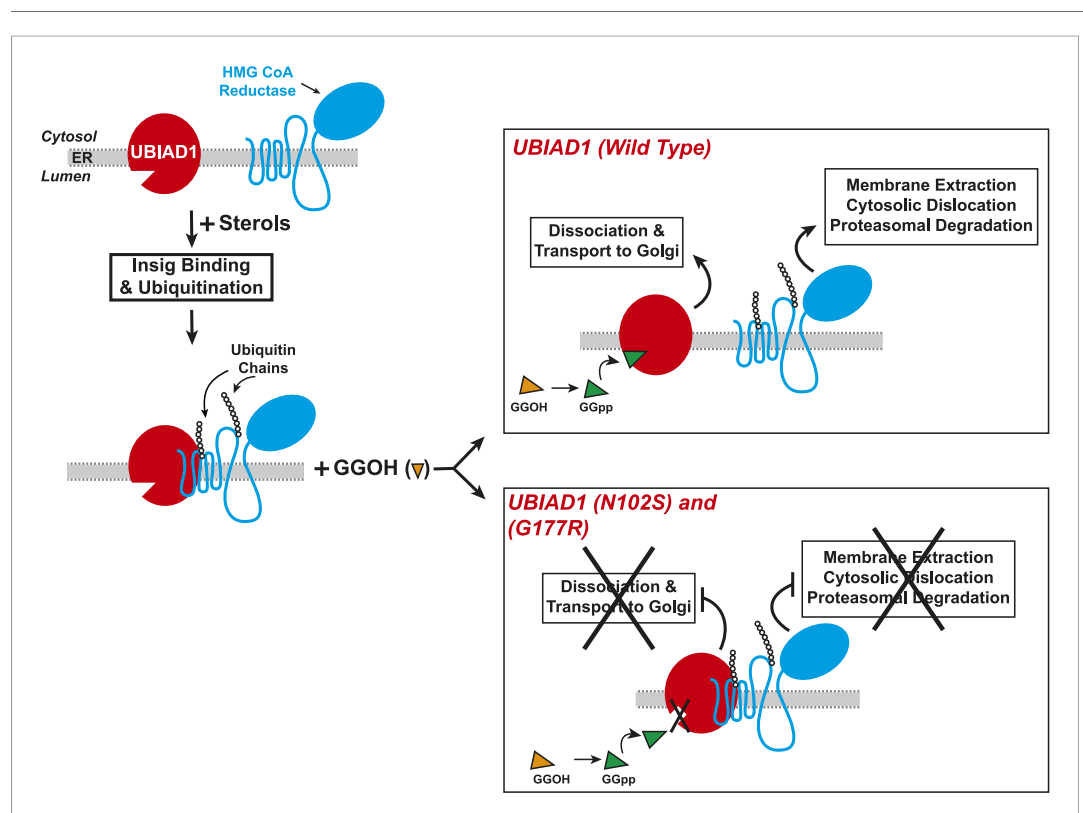 HMG CoA
Reductase
Cytosol
ER
Lumen
UBIAD1
+ Sterols
Insig Binding
& Ubiquitination
Ubiquitin
Chains
+ GGOH ( )
UBIAD1 (Wild Type)
Dissociation &
Transport to Golgi
Membrane Extraction
Cytosolic Dislocation
Proteasomal Degradation
GGOH
GGpp
UBIAD1 (N102S) and
(G177R)
Dissociation &
Transport to Golgi
Membrane Extraction
Cytosolic Dislocation
Proteasomal Degradation
GGOH
GGpp